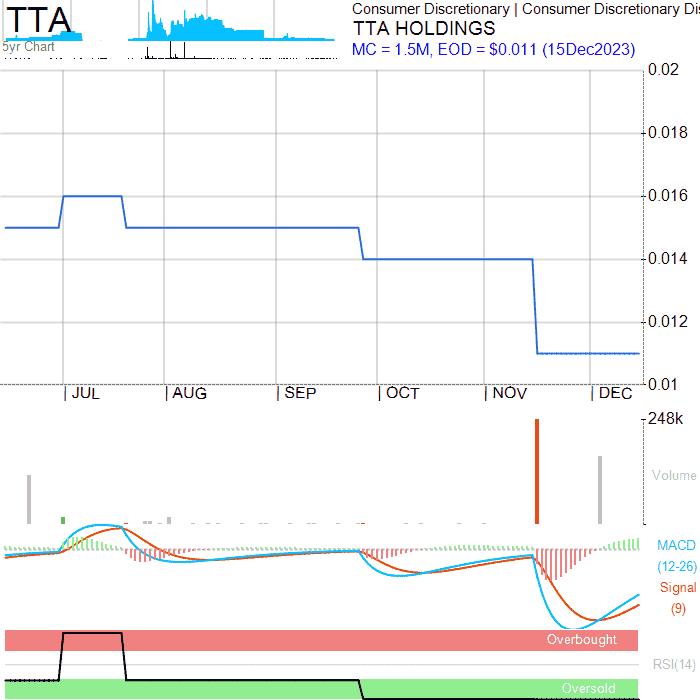 TTA
5yr Chart
Consumer Discretionary | Consumer Discretionary Dis
TTA HOLDINGS
MC = 1.5M, EOD = $0.011 (15Dec2023)
0.02
0.018
0.016
0.014
0.012
0.01
JUL AUG SEP OCT NOV DEC
248k
Volume
MACD
(12-26)
Signal
(9)
Overbought
RSI(14)
Oversold